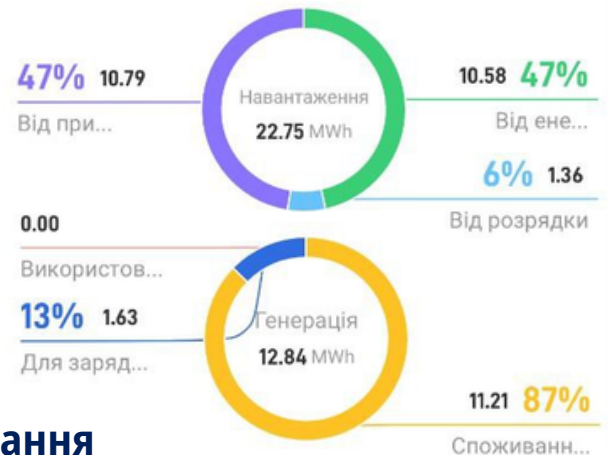 47% 10.79
Від при...
Навантаження
22.75 MWh
10.58 47%
Від ене...
6% 1.36
Від розрядки
0.00
Використов...
13% 1.63
Для заряд...
Генерація
12.84 MWh
11.21 87%
Споживанн...
ання